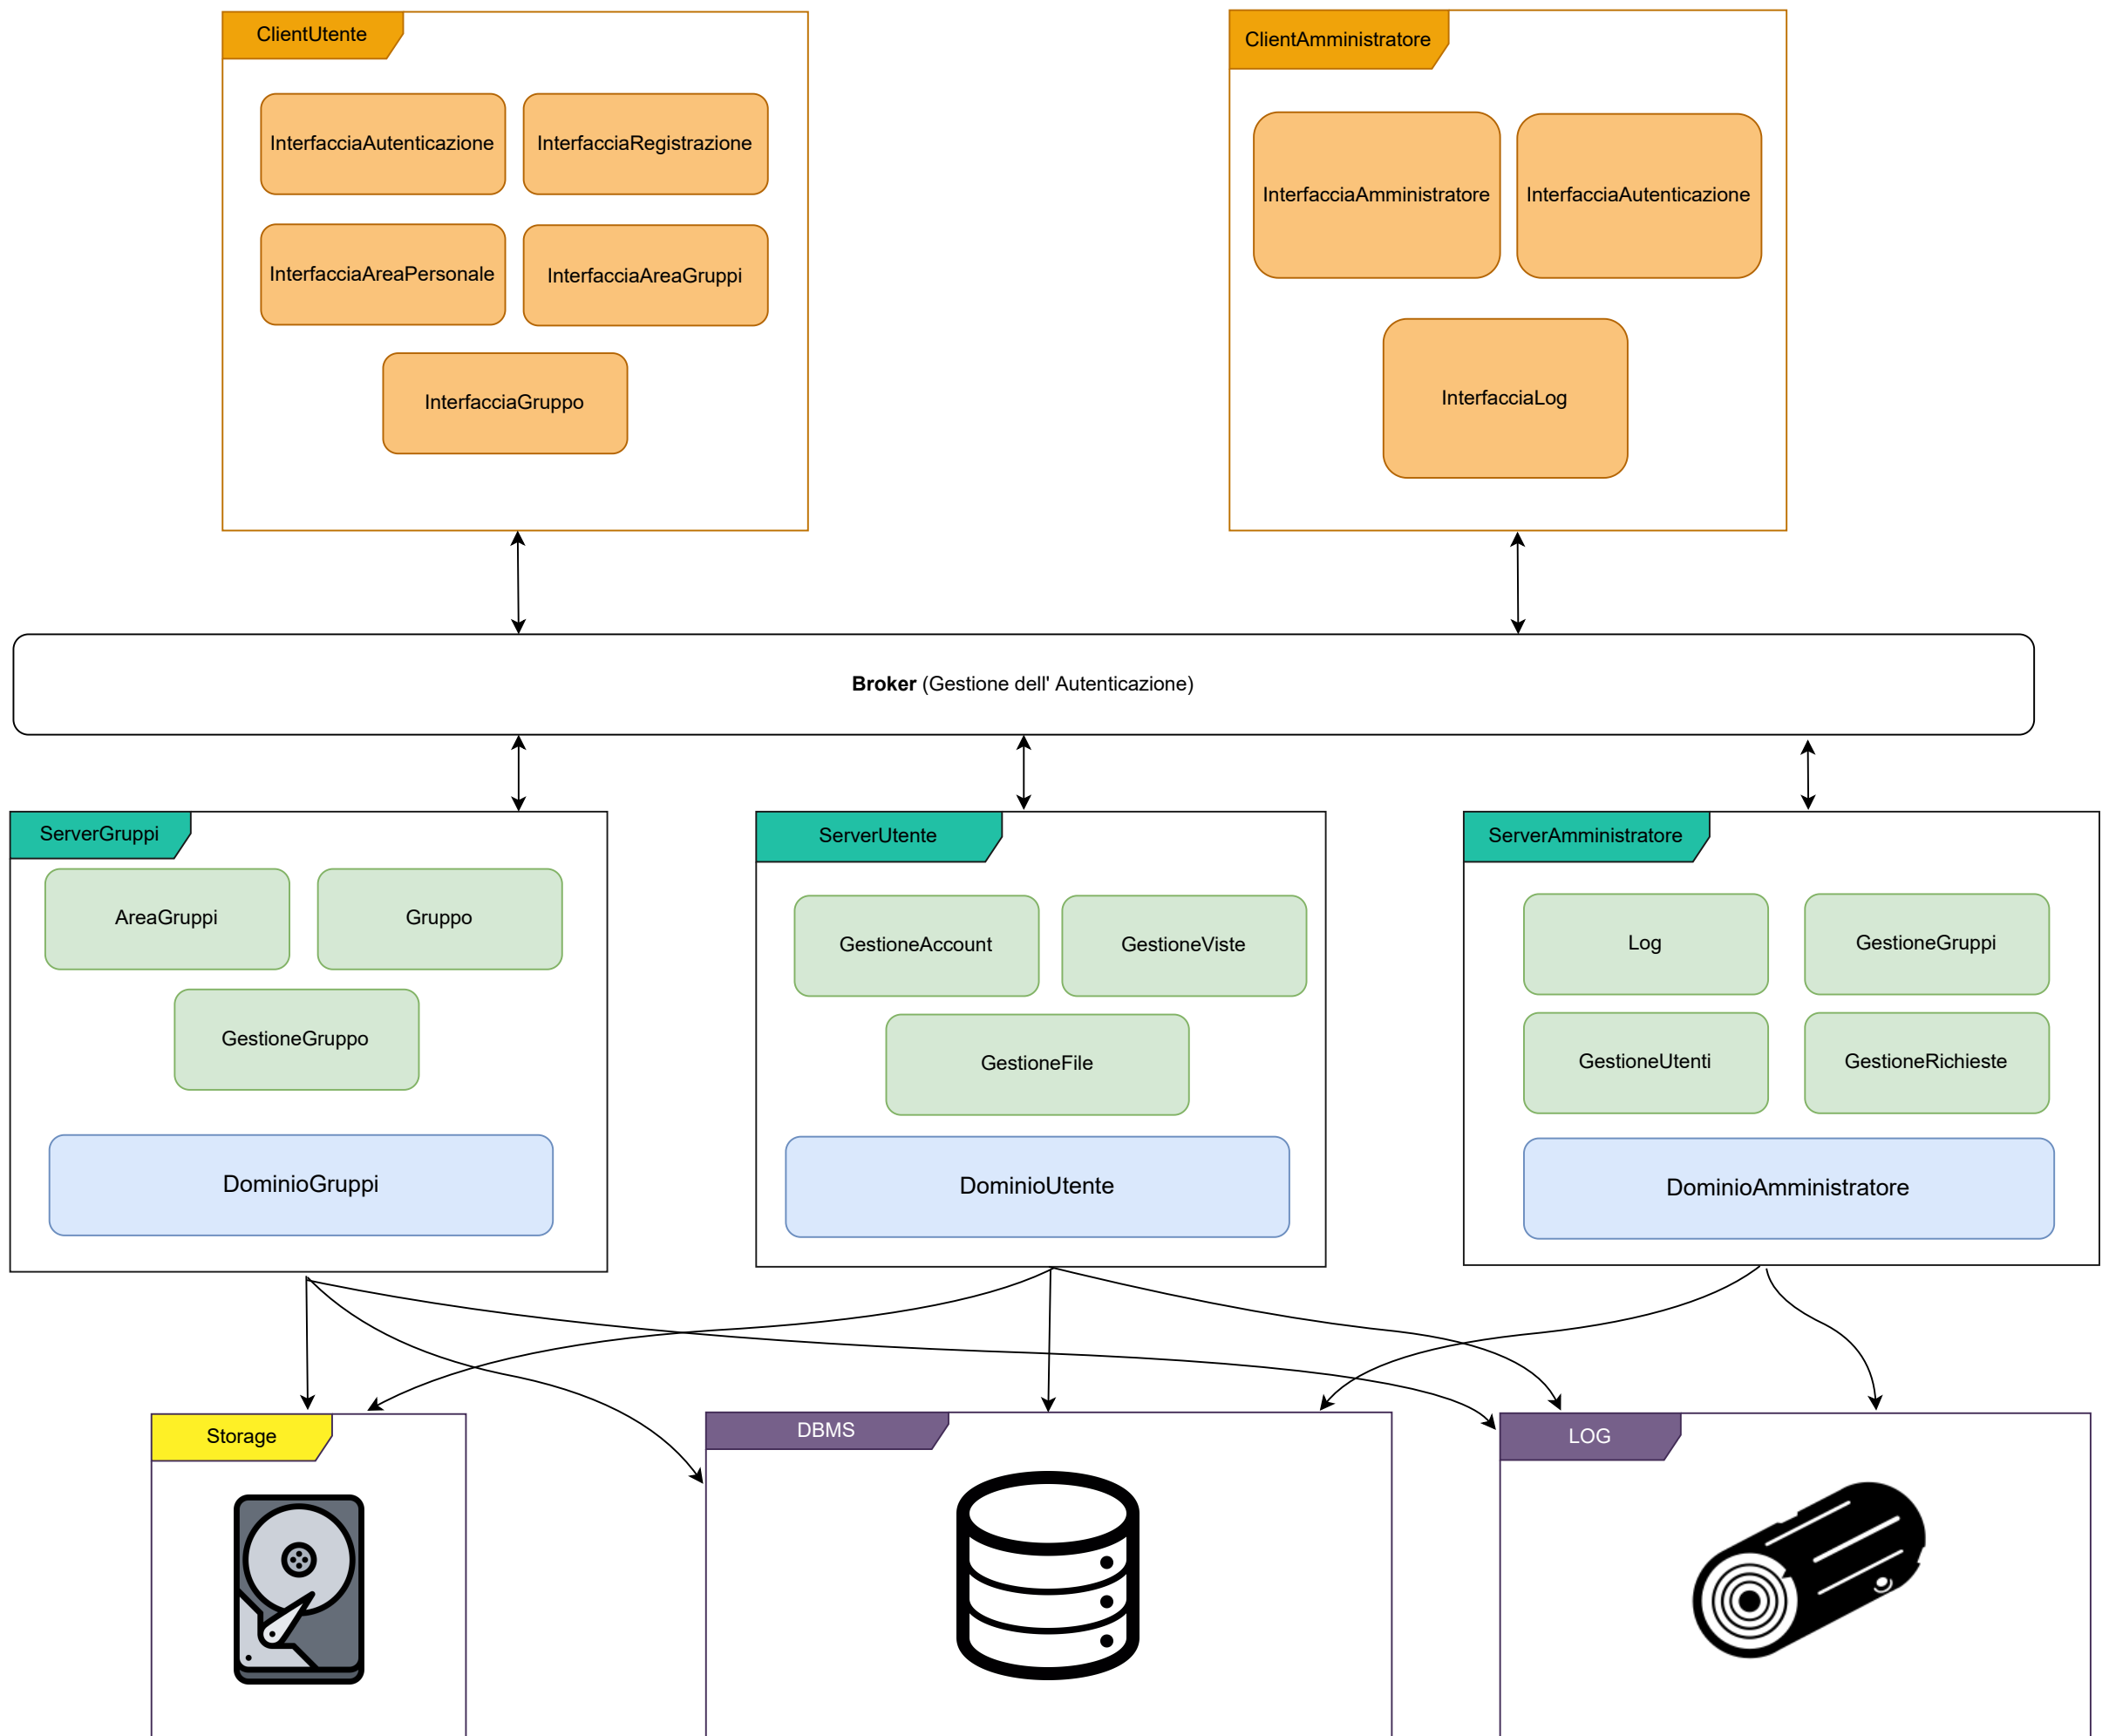 ClientUtente
InterfacciaAutenticazione
InterfacciaRegistrazione
InterfacciaAreaPersonale
InterfacciaAreaGruppi
InterfacciaGruppo
ClientAmministratore
InterfacciaAmministratore
InterfacciaAutenticazione
InterfacciaLog
Broker (Gestione dell' Autenticazione)
ServerGruppi
AreaGruppi
Gruppo
GestioneGruppo
DominioGruppi
ServerUtente
GestioneAccount
GestioneViste
GestioneFile
DominioUtente
ServerAmministratore
Log
GestioneGruppi
GestioneUtenti
GestioneRichieste
DominioAmministratore
Storage
DBMS
LOG